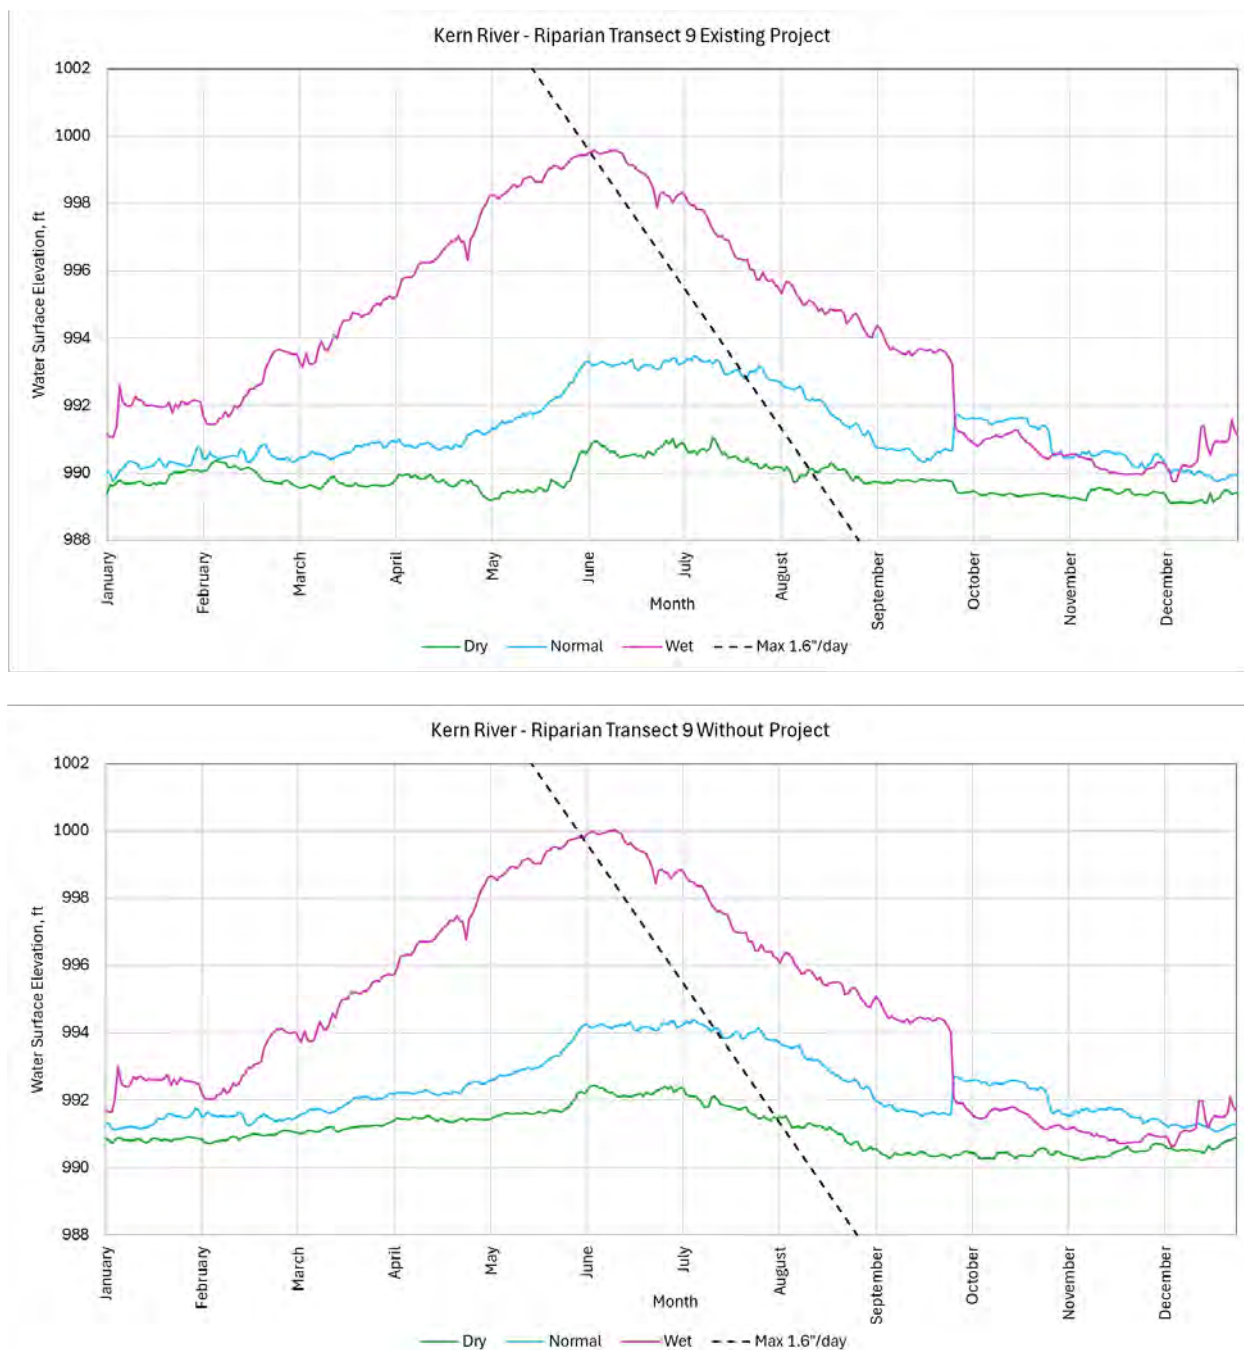 Kern River - Riparian Transect 9 Existing Project
1002
1000
998
996
994
992
990
988
Water Surface Elevation, ft
January
February
March
April
May
June
July
August
September
October
November
December
Month
Dry Normal Wet Max 1.6"/day
Kern River - Riparian Transect 9 Without Project
1002
1000
998
996
994
992
990
988
Water Surface Elevation, ft
January
February
March
April
May
June
July
August
September
October
November
December
Month
Dry Normal Wet Max 1.6"/day